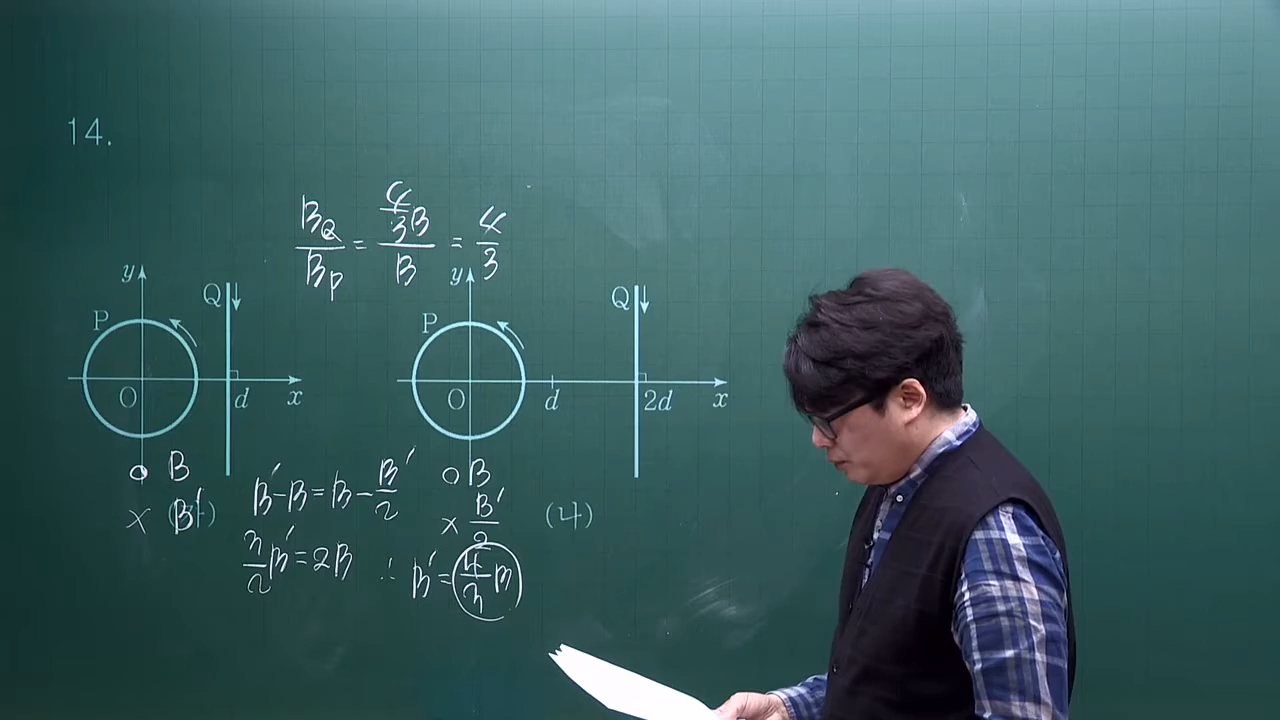 14.
B_Q/B_P = (4/3 B)/B = 4/3
y
Q
P
O
d
x
y
Q
P
O
d
2d
x
○ B
× B′
B′-B=B-B′/2
3/2 B′=2B ∴ B′=4/3 B
○ B
× B′/2
(나)